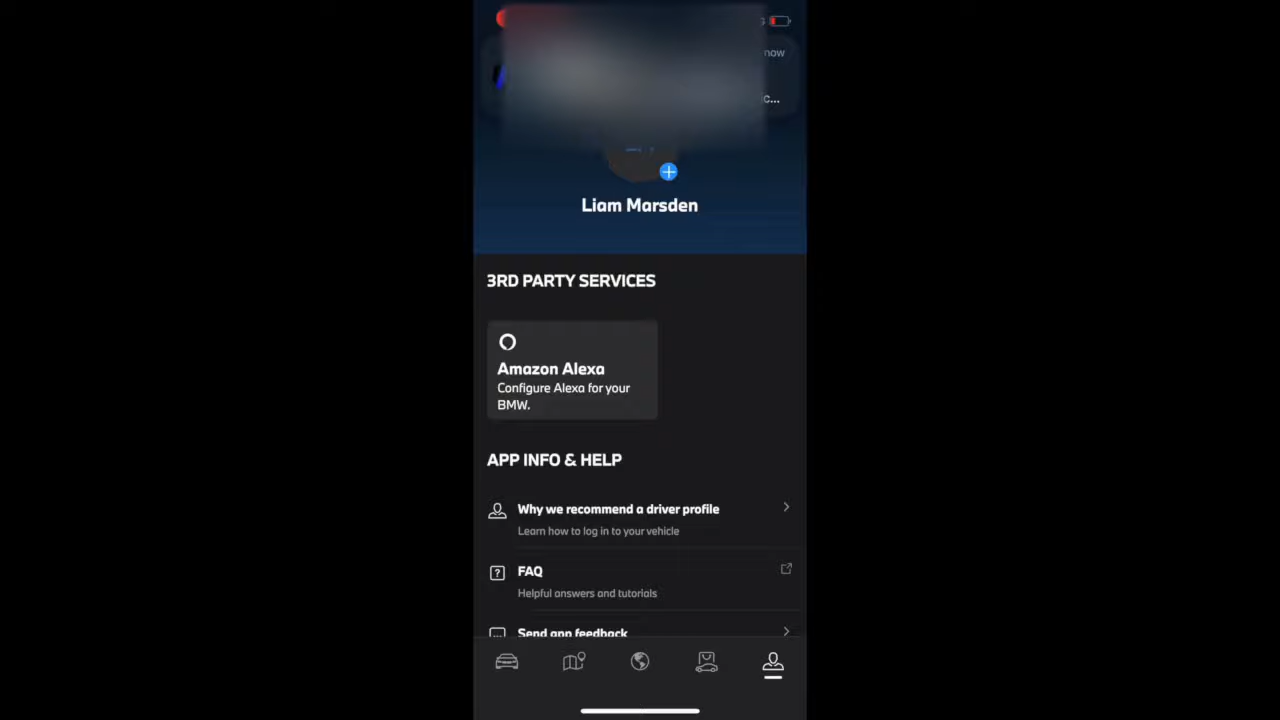 now
c...
Liam Marsden
3RD PARTY SERVICES
Amazon Alexa
Configure Alexa for your
BMW.
APP INFO & HELP
Why we recommend a driver profile
Learn how to log in to your vehicle
FAQ
Helpful answers and tutorials
Send app feedback